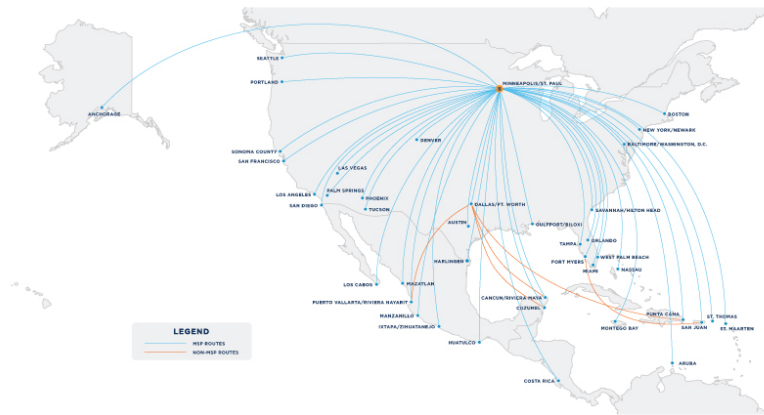 MINNEAPOLIS/ST. PAUL
SEATTLE
PORTLAND
ANCHORAGE
BOSTON
NEW YORK/NEWARK
BALTIMORE/WASHINGTON, D.C.
DENVER
SONOMA COUNTY
SAN FRANCISCO
LAS VEGAS
LOS ANGELES
PALM SPRINGS
PHOENIX
SAN DIEGO
TUCSON
DALLAS/FT. WORTH
SAVANNAH/HILTON HEAD
AUSTIN
GULFPORT/BILOXI
TAMPA
ORLANDO
HARLINGEN
FORT MYERS
WEST PALM BEACH
MIAMI
NASSAU
LOS CABOS
MAZATLAN
PUERTO VALLARTA/RIVIERA NAYARIT
CANCUN/RIVIERA MAYA
COZUMEL
MANZANILLO
IXTAPA/ZIHUATANEJO
PUNTA CANA
ST. THOMAS
MONTEGO BAY
SAN JUAN
ST. MAARTEN
HUATULCO
ARUBA
COSTA RICA
LEGEND
MSP ROUTES
NON-MSP ROUTES